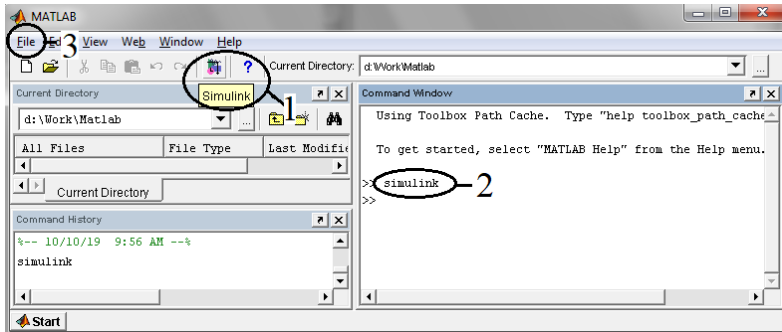 MATLAB
File Ed View Web Window Help
3
? Current Directory: d:\Work\Matlab ...
Simulink
1
Current Directory
d:\Work\Matlab ...
All Files File Type Last Modifie
Current Directory
Command History
%-- 10/10/19 9:56 AM --%
simulink
Command Window
Using Toolbox Path Cache. Type "help toolbox_path_cache
To get started, select "MATLAB Help" from the Help menu.
>> simulink
2
>>
Start